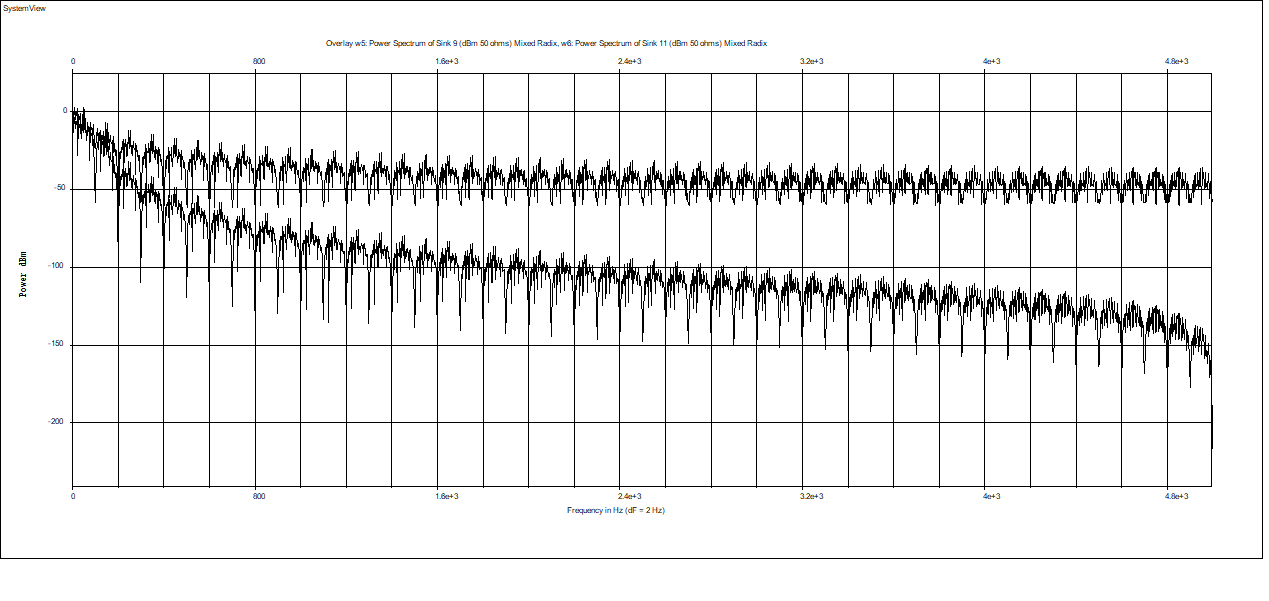 SystemView
Overlay w5: Power Spectrum of Sink 9 (dBm 50 ohms) Mixed Radix, w6: Power Spectrum of Sink 11 (dBm 50 ohms) Mixed Radix
0 800 1.6e+3 2.4e+3 3.2e+3 4e+3 4.8e+3
0
-50
-100
Power dBm
-150
-200
0 800 1.6e+3 2.4e+3 3.2e+3 4e+3 4.8e+3
Frequency in Hz (dF = 2 Hz)